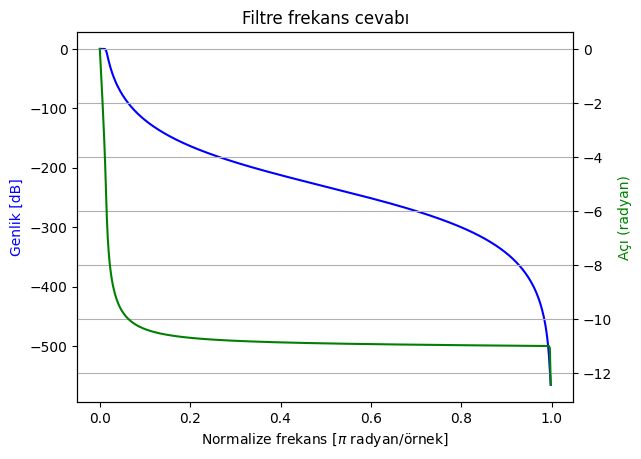 Filtre frekans cevabı
0
−100
−200
−300
−400
−500
Genlik [dB]
0
−2
−4
−6
−8
−10
−12
Açı (radyan)
0.0 0.2 0.4 0.6 0.8 1.0
Normalize frekans [π radyan/örnek]